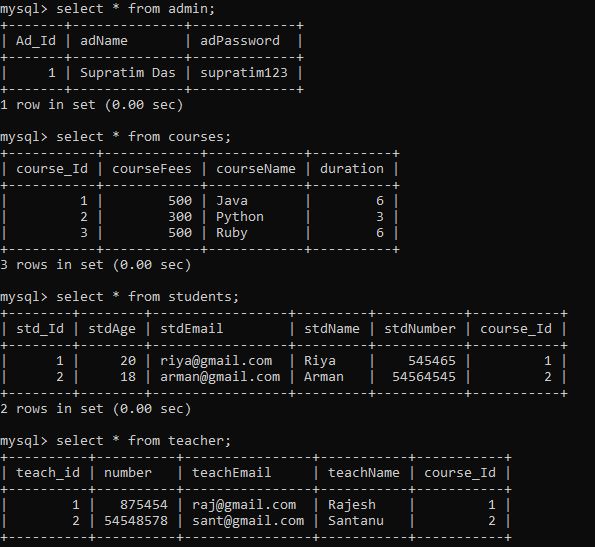 mysql> select * from admin;
+-------+--------------+-------------+
| Ad_Id | adName       | adPassword  |
+-------+--------------+-------------+
|     1 | Supratim Das | supratim123 |
+-------+--------------+-------------+
1 row in set (0.00 sec)
mysql> select * from courses;
+-----------+------------+------------+----------+
| course_Id | courseFees | courseName | duration |
+-----------+------------+------------+----------+
|         1 |        500 | Java       |        6 |
|         2 |        300 | Python     |        3 |
|         3 |        500 | Ruby       |        6 |
+-----------+------------+------------+----------+
3 rows in set (0.00 sec)
mysql> select * from students;
+--------+--------+-----------------+---------+-----------+-----------+
| std_Id | stdAge | stdEmail        | stdName | stdNumber | course_Id |
+--------+--------+-----------------+---------+-----------+-----------+
|      1 |     20 | riya@gmail.com  | Riya    |    545465 |         1 |
|      2 |     18 | arman@gmail.com | Arman   |  54564545 |         2 |
+--------+--------+-----------------+---------+-----------+-----------+
2 rows in set (0.00 sec)
mysql> select * from teacher;
+----------+----------+----------------+-----------+-----------+
| teach_id | number   | teachEmail     | teachName | course_Id |
+----------+----------+----------------+-----------+-----------+
|        1 |   875454 | raj@gmail.com  | Rajesh    |         1 |
|        2 | 54548578 | sant@gmail.com | Santanu   |         2 |
+----------+----------+----------------+-----------+-----------+